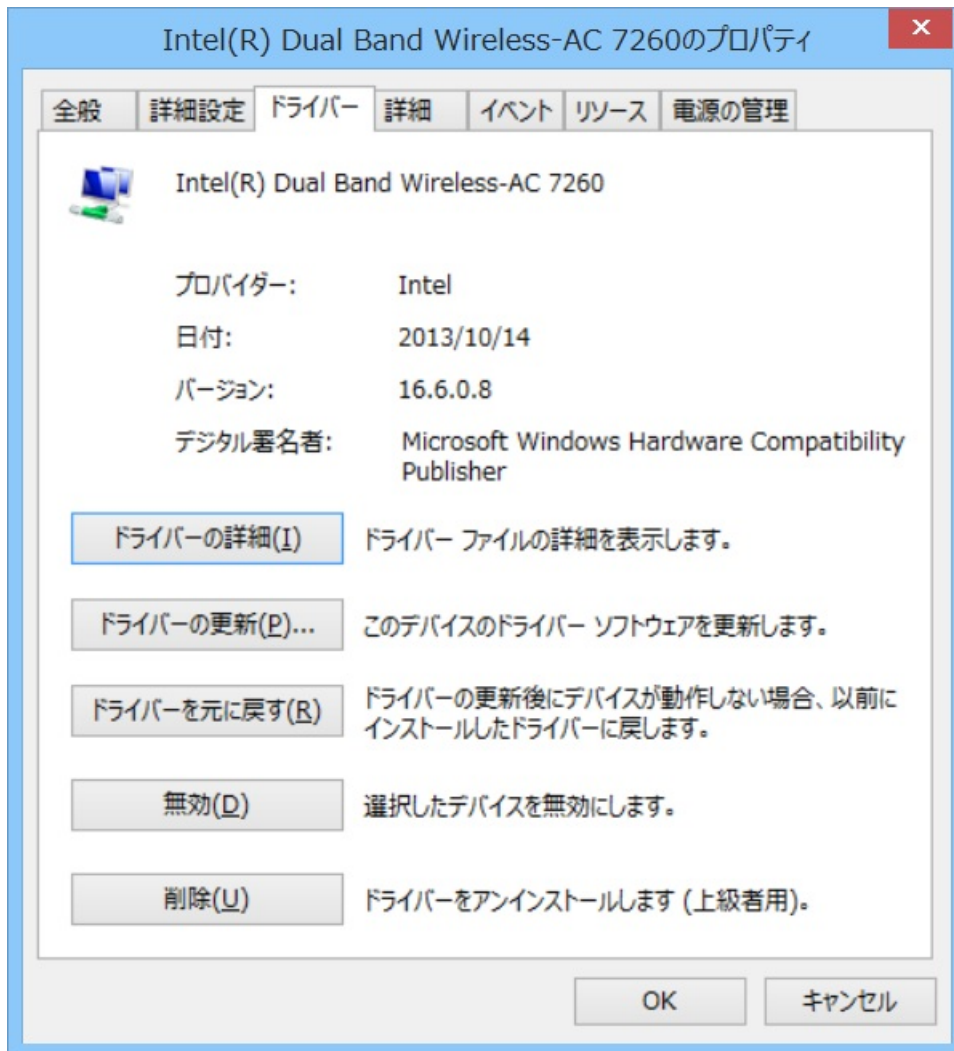 Intel(R) Dual Band Wireless-AC 7260のプロパティ
全般 詳細設定 ドライバー 詳細 イベント リソース 電源の管理
Intel(R) Dual Band Wireless-AC 7260
プロバイダー: Intel
日付: 2013/10/14
バージョン: 16.6.0.8
デジタル署名者: Microsoft Windows Hardware Compatibility
Publisher
ドライバーの詳細(I) ドライバー ファイルの詳細を表示します。
ドライバーの更新(P)... このデバイスのドライバー ソフトウェアを更新します。
ドライバーを元に戻す(R) ドライバーの更新後にデバイスが動作しない場合、以前に
インストールしたドライバーに戻します。
無効(D) 選択したデバイスを無効にします。
削除(U) ドライバーをアンインストールします (上級者用)。
OK キャンセル